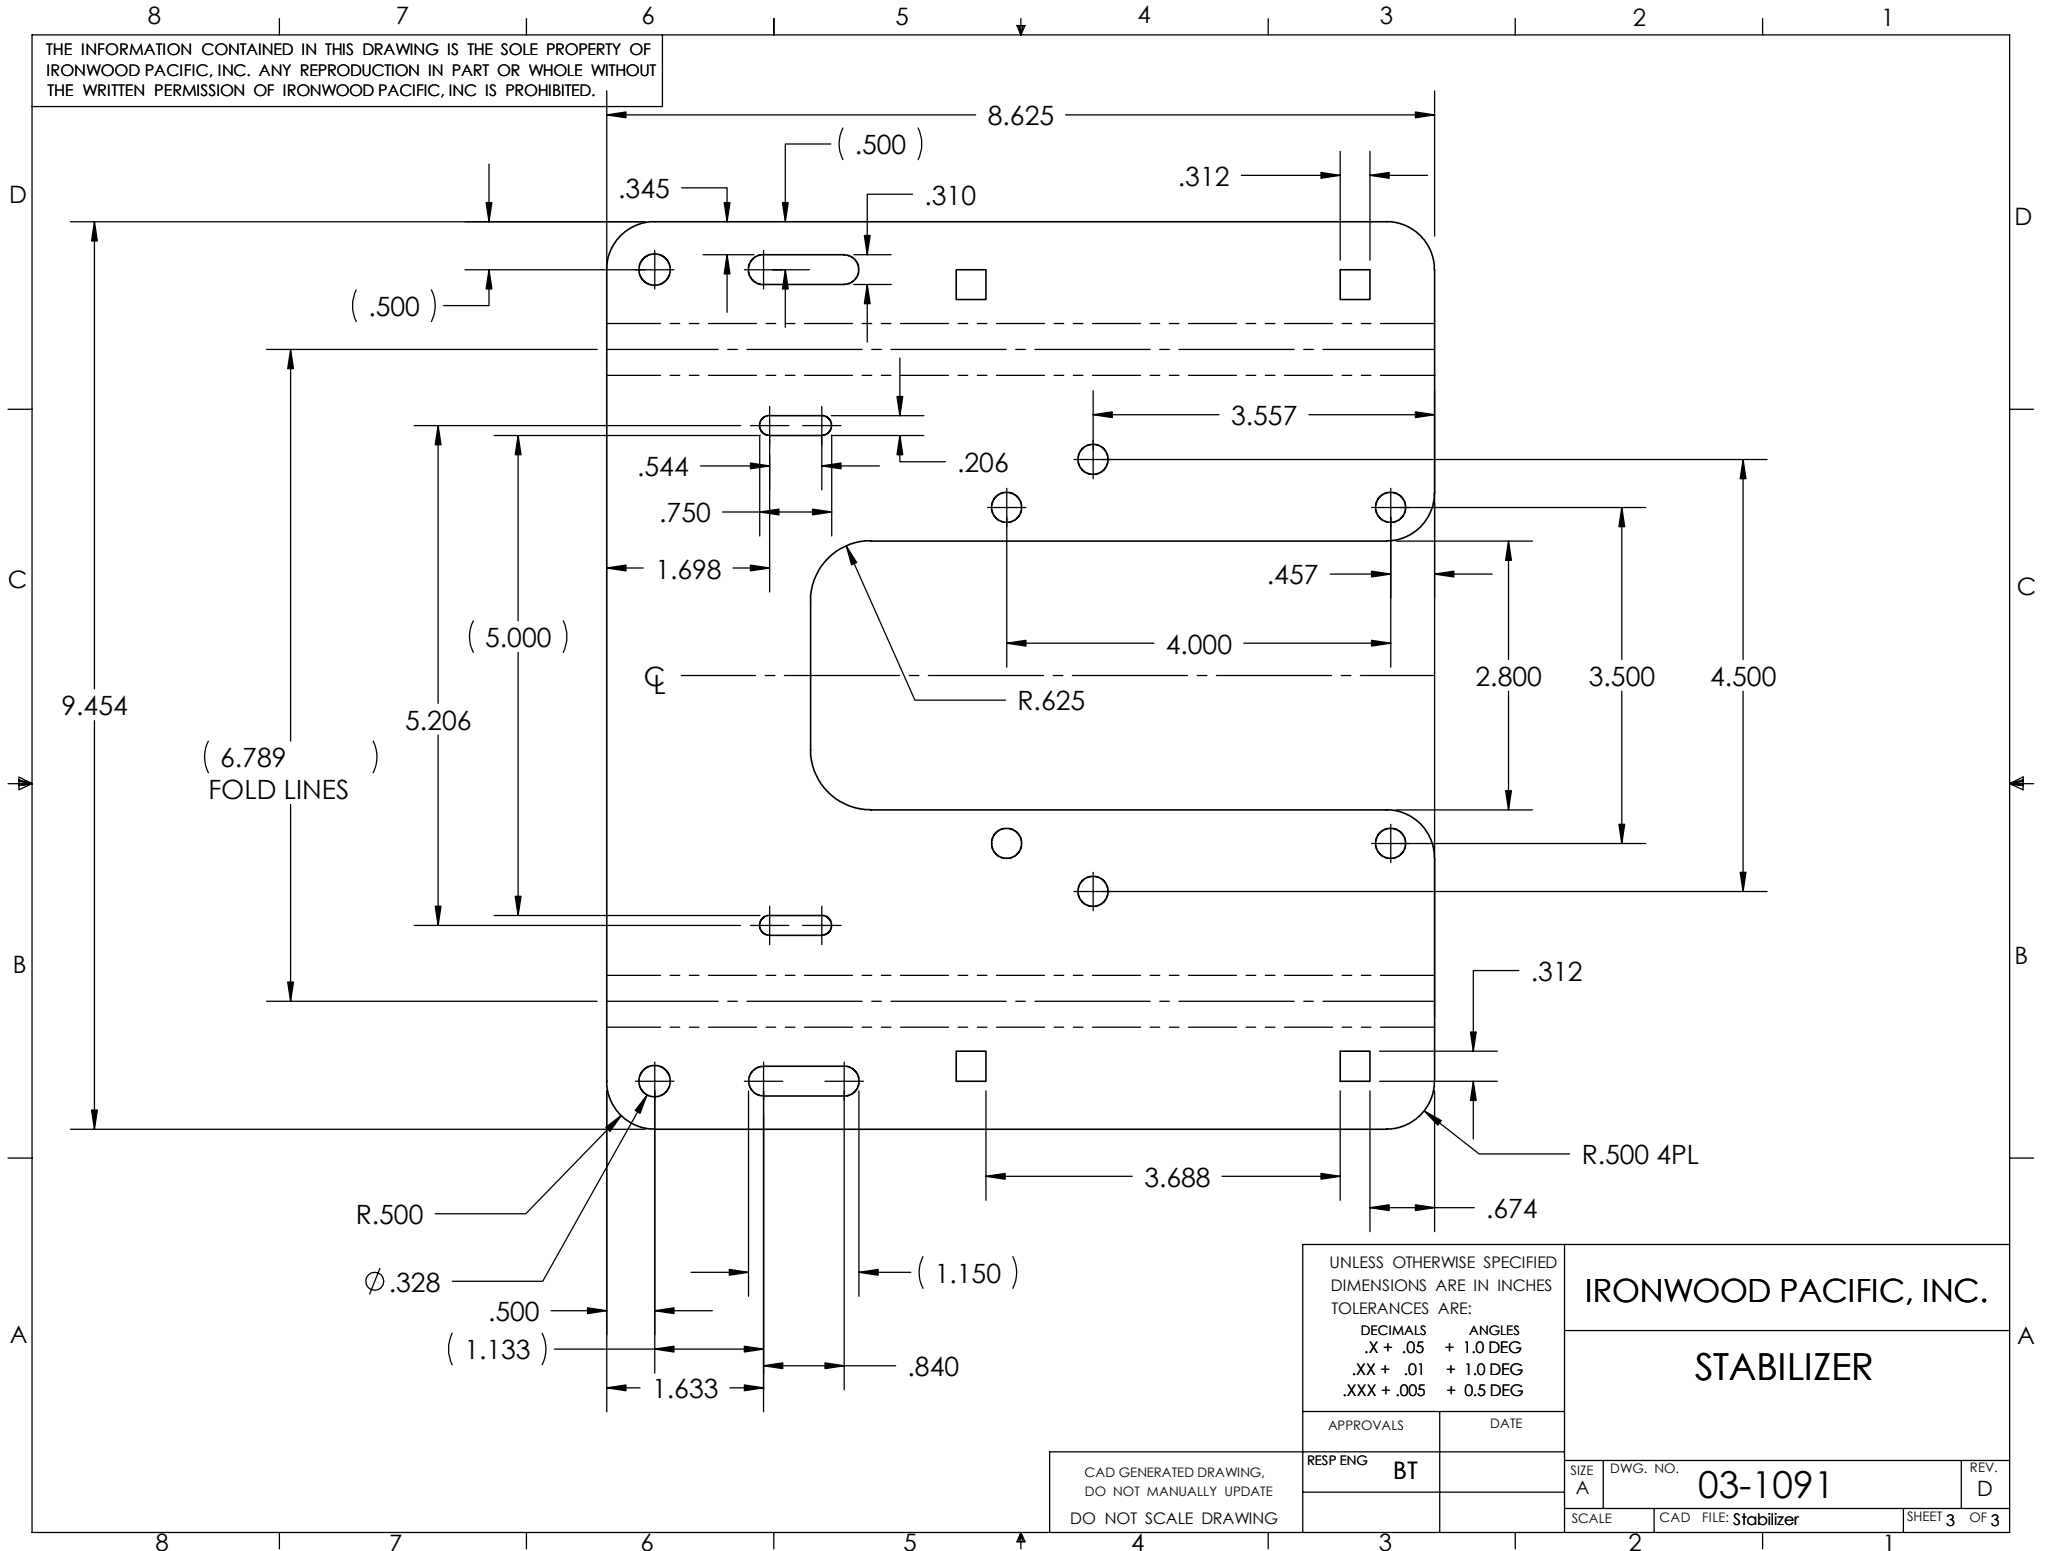 8 7 6 5 4 3 2 1
THE INFORMATION CONTAINED IN THIS DRAWING IS THE SOLE PROPERTY OF
IRONWOOD PACIFIC, INC. ANY REPRODUCTION IN PART OR WHOLE WITHOUT
THE WRITTEN PERMISSION OF IRONWOOD PACIFIC, INC IS PROHIBITED.
8.625
( .500 )
.345
.310
.312
D
D
( .500 )
3.557
.544
.206
.750
1.698
.457
C
C
( 5.000 )
4.000
℄
2.800
3.500
4.500
R.625
9.454
5.206
( 6.789 )
FOLD LINES
B
B
.312
R.500 4PL
3.688
.674
R.500
Ø.328
( 1.150 )
.500
( 1.133 )
.840
1.633
A
A
UNLESS OTHERWISE SPECIFIED
DIMENSIONS ARE IN INCHES
TOLERANCES ARE:
DECIMALS ANGLES
.X + .05 + 1.0 DEG
.XX + .01 + 1.0 DEG
.XXX + .005 + 0.5 DEG
APPROVALS DATE
RESP ENG BT
IRONWOOD PACIFIC, INC.
STABILIZER
CAD GENERATED DRAWING,
DO NOT MANUALLY UPDATE
DO NOT SCALE DRAWING
SIZE A
DWG. NO. 03-1091
REV. D
SCALE
CAD FILE: Stabilizer
SHEET 3 OF 3
8 7 6 5 4 3 2 1